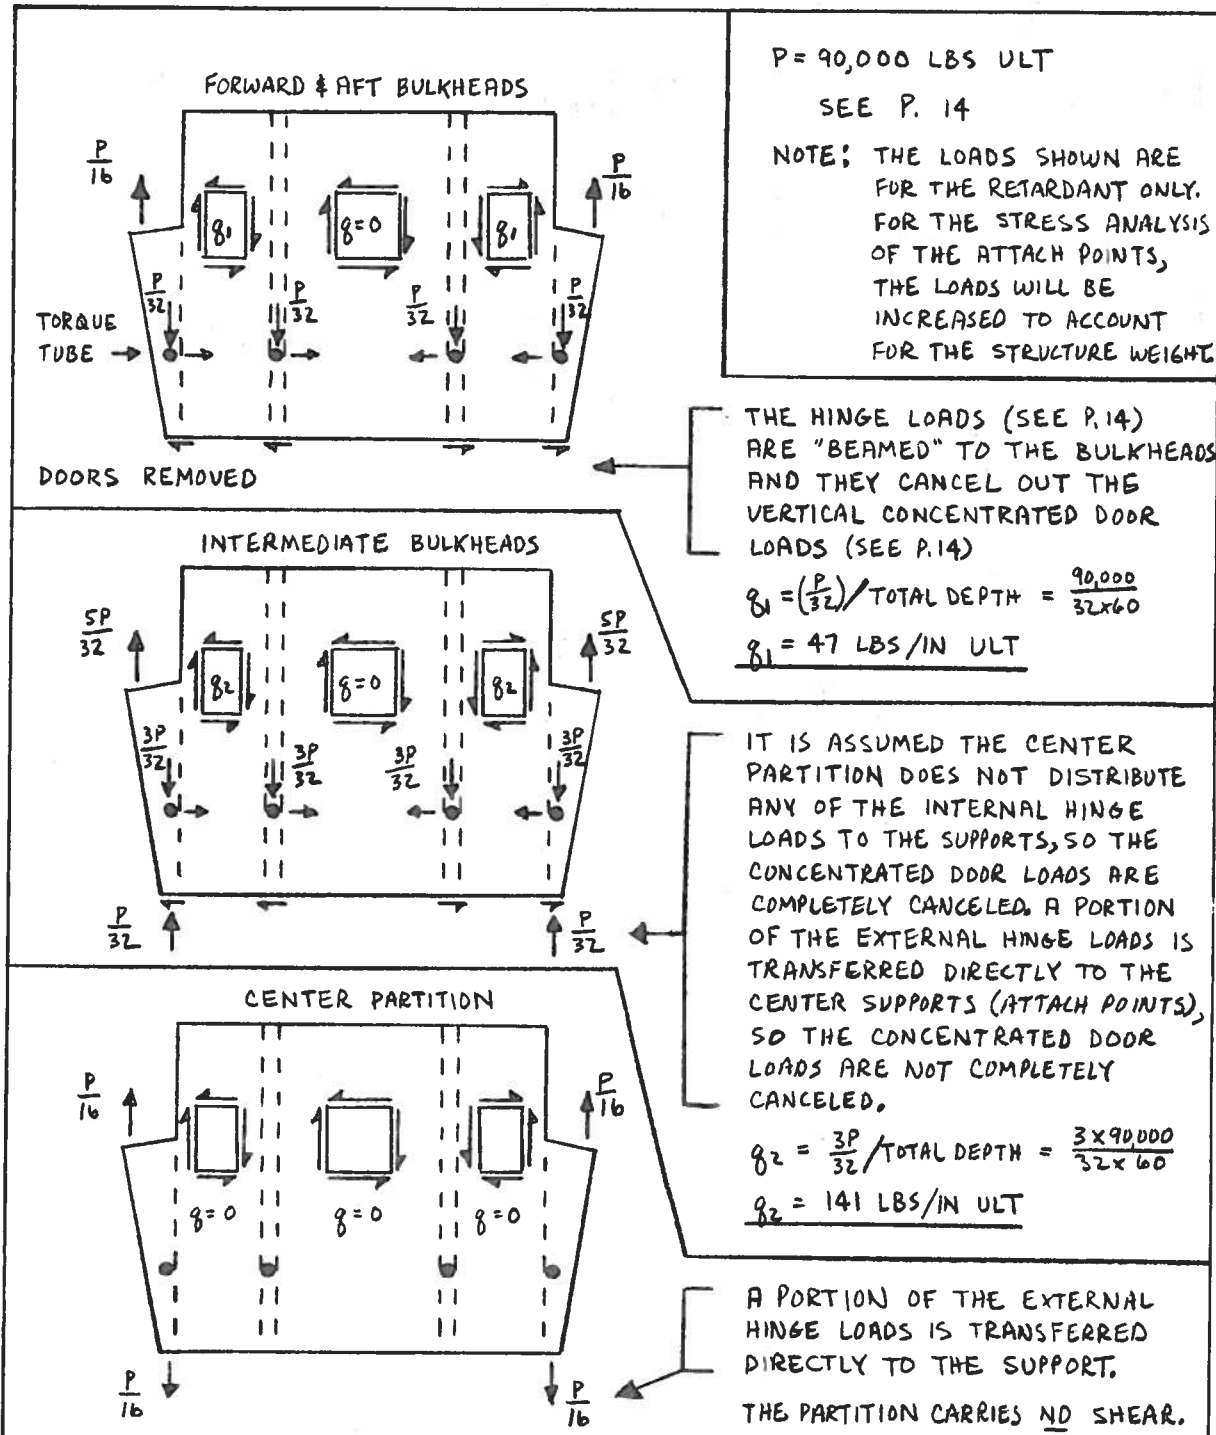 FORWARD & AFT BULKHEADS
P/16
P/16
q1
q=0
q1
P/32
P/32
P/32
P/32
TORQUE
TUBE
DOORS REMOVED
P = 90,000 LBS ULT
SEE P. 14
NOTE: THE LOADS SHOWN ARE
FOR THE RETARDANT ONLY.
FOR THE STRESS ANALYSIS
OF THE ATTACH POINTS,
THE LOADS WILL BE
INCREASED TO ACCOUNT
FOR THE STRUCTURE WEIGHT.
THE HINGE LOADS (SEE P.14)
ARE "BEAMED" TO THE BULKHEADS
AND THEY CANCEL OUT THE
VERTICAL CONCENTRATED DOOR
LOADS (SEE P.14)
q1 = (P/32)/TOTAL DEPTH = 90,000/32x60
q1 = 47 LBS/IN ULT
INTERMEDIATE BULKHEADS
5P/32
5P/32
q2
q=0
q2
3P/32
3P/32
3P/32
3P/32
P/32
P/32
IT IS ASSUMED THE CENTER
PARTITION DOES NOT DISTRIBUTE
ANY OF THE INTERNAL HINGE
LOADS TO THE SUPPORTS, SO THE
CONCENTRATED DOOR LOADS ARE
COMPLETELY CANCELED. A PORTION
OF THE EXTERNAL HINGE LOADS IS
TRANSFERRED DIRECTLY TO THE
CENTER SUPPORTS (ATTACH POINTS),
SO THE CONCENTRATED DOOR
LOADS ARE NOT COMPLETELY
CANCELED.
q2 = 3P/32/TOTAL DEPTH = 3 x 90,000/32 x 60
q2 = 141 LBS/IN ULT
CENTER PARTITION
P/16
P/16
q=0
q=0
q=0
P/16
P/16
A PORTION OF THE EXTERNAL
HINGE LOADS IS TRANSFERRED
DIRECTLY TO THE SUPPORT.
THE PARTITION CARRIES NO SHEAR.